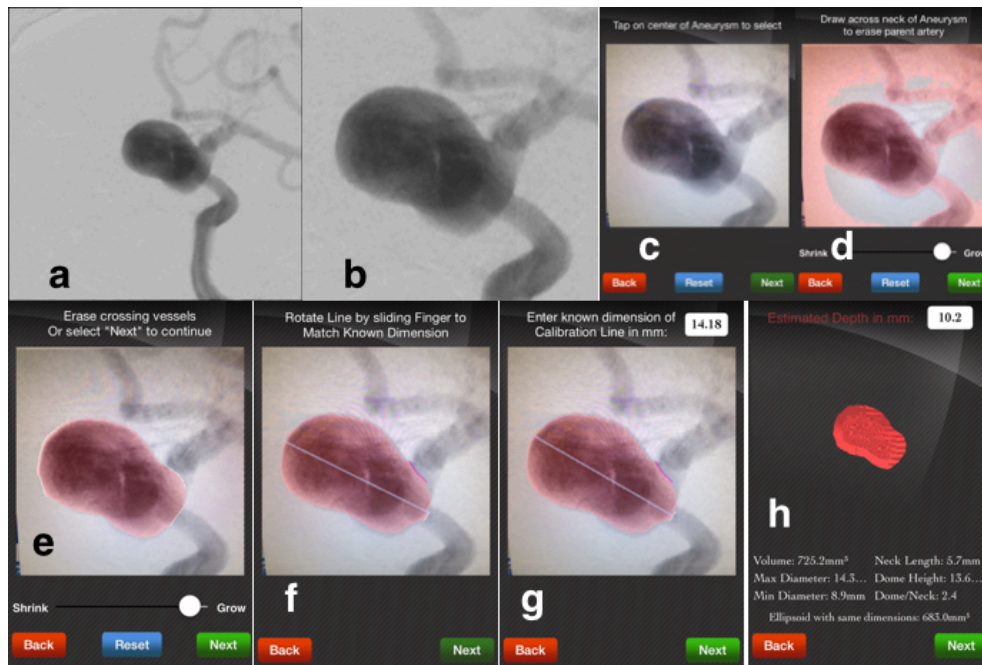 a
b
Tap on center of Aneurysm to select
c
Back
Reset
Next
Draw across neck of Aneurysm
to erase parent artery
d
Shrink
Grow
Back
Reset
Next
Erase crossing vessels
Or select "Next" to continue
e
Shrink
Grow
Back
Reset
Next
Rotate Line by sliding Finger to
Match Known Dimension
f
Back
Next
Enter known dimension of
Calibration Line in mm:
14.18
g
Back
Next
Estimated Depth in mm:
10.2
h
Volume: 725.2mm³ Neck Length: 5.7mm
Max Diameter: 14.3... Dome Height: 13.6...
Min Diameter: 8.9mm Dome/Neck: 2.4
Ellipsoid with same dimensions: 683.0mm³
Back
Next